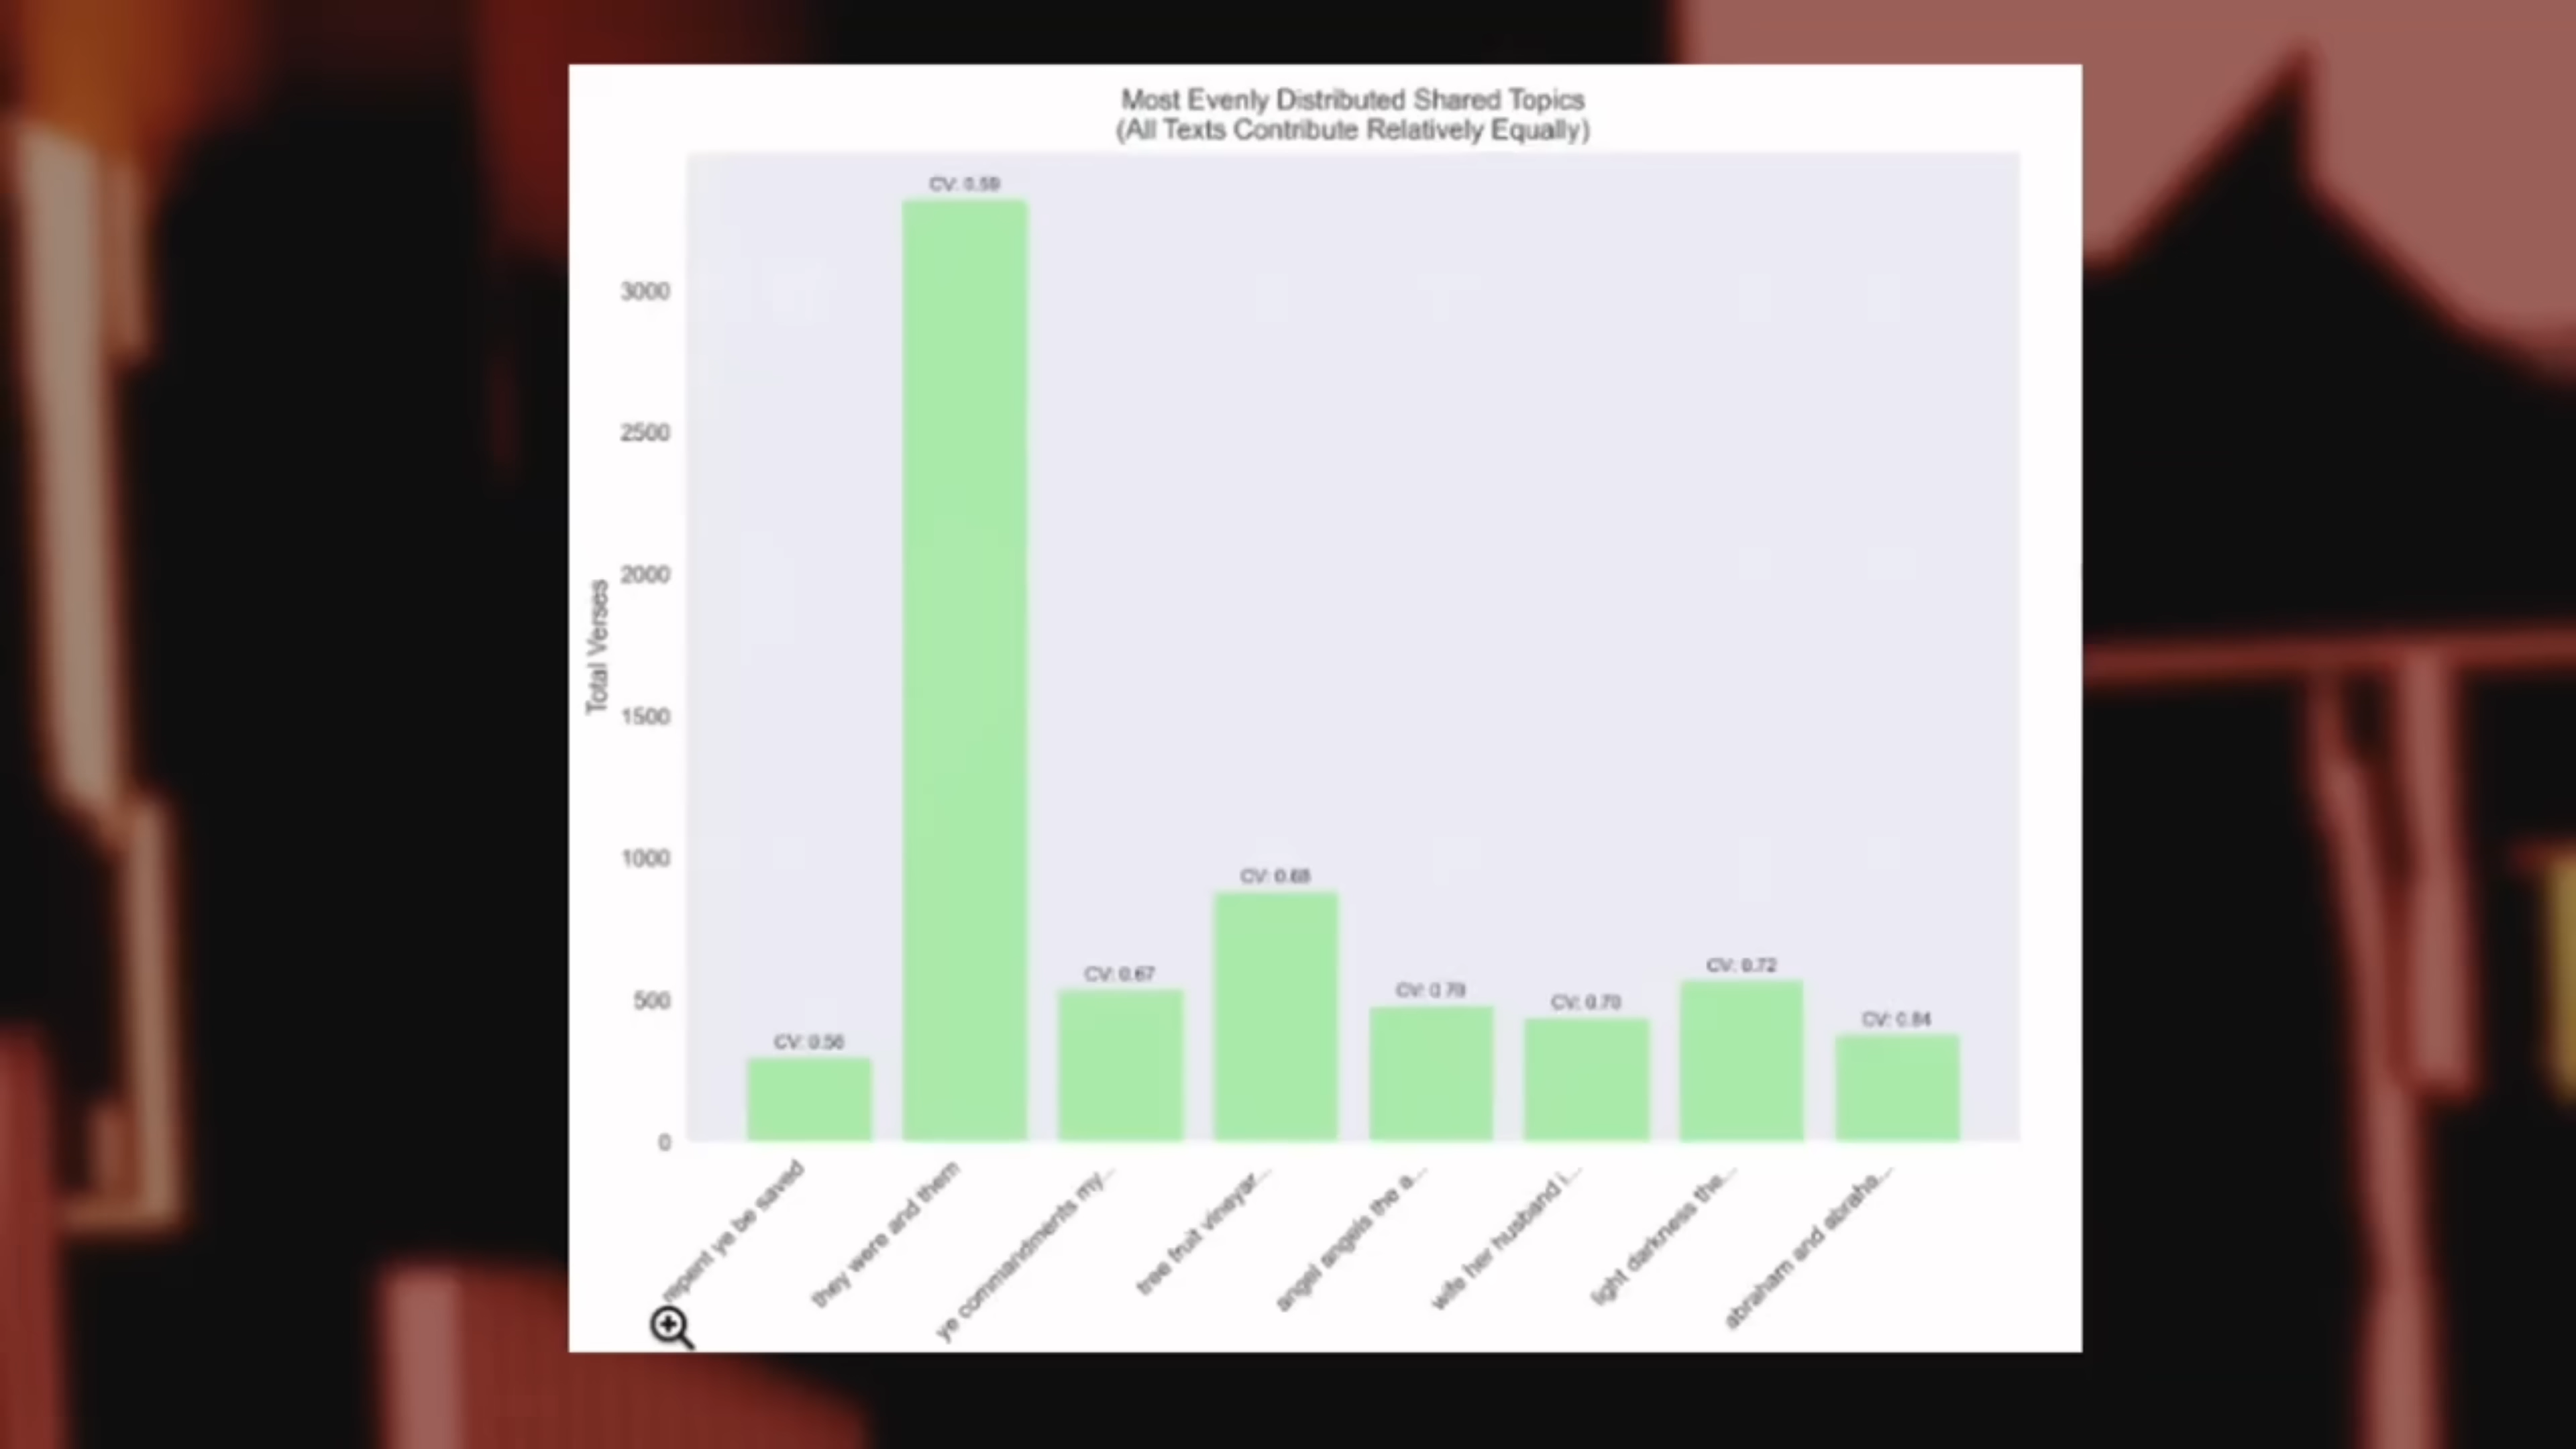 Most Evenly Distributed Shared Topics
(All Texts Contribute Relatively Equally)
Total Verses
3000
2500
2000
1500
1000
500
0
CV: 0.56
CV: 0.59
CV: 0.67
CV: 0.68
CV: 0.70
CV: 0.70
CV: 0.72
CV: 0.84
repent ye be saved
they were and them
ye commandments my...
tree fruit vineyar...
angel angels the a...
wife her husband i...
light darkness the...
abraham and abraha...